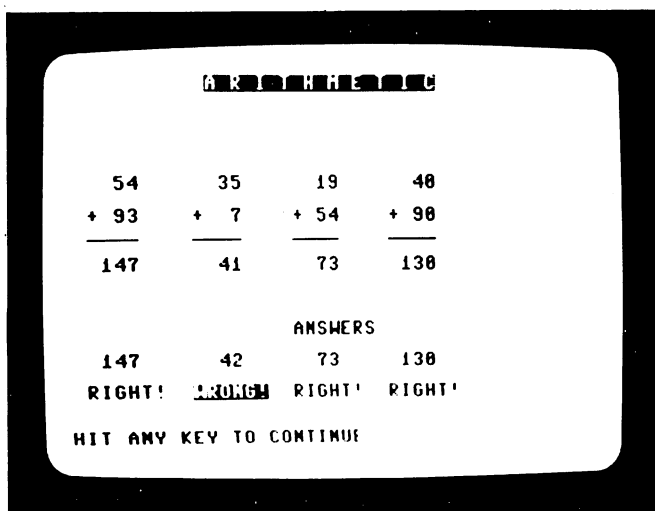 ARITHMETIC
54 35 19 40
+ 93 + 7 + 54 + 90
147 41 73 130
ANSWERS
147 42 73 130
RIGHT! WRONG! RIGHT! RIGHT!
HIT ANY KEY TO CONTINUE